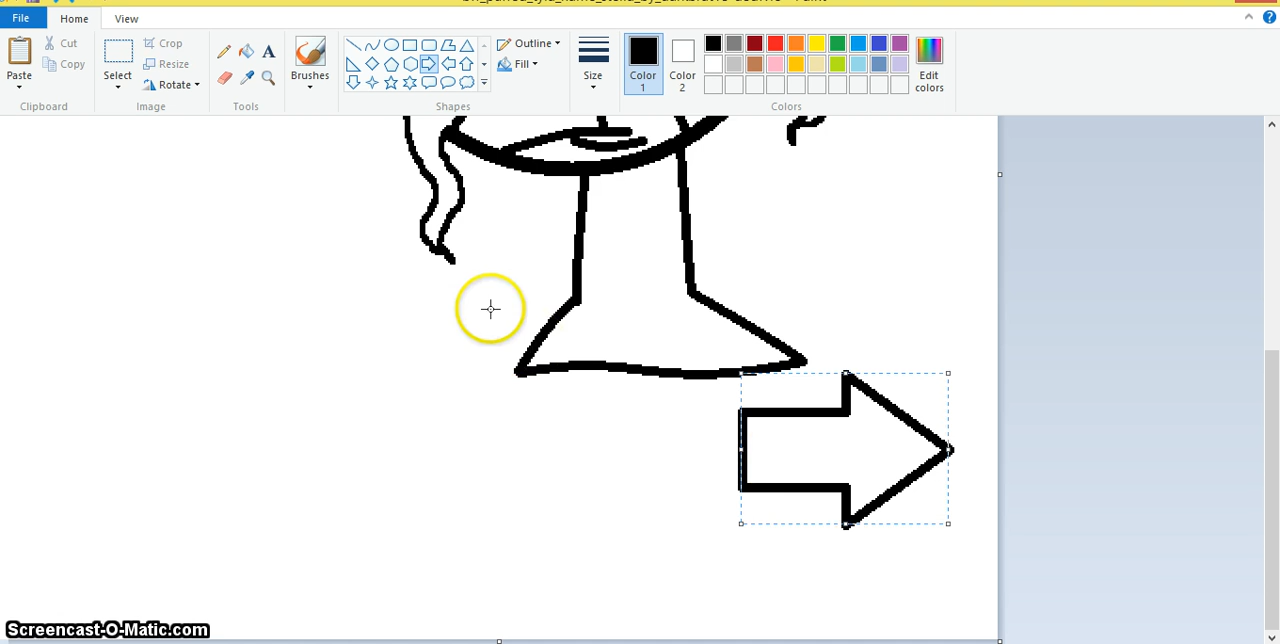 File Home View
Paste Cut Copy
Select Crop Resize Rotate
A
Brushes
Outline Fill
Size
Color 1 Color 2
Edit colors
Clipboard Image Tools Shapes Colors
Screencast-O-Matic.com